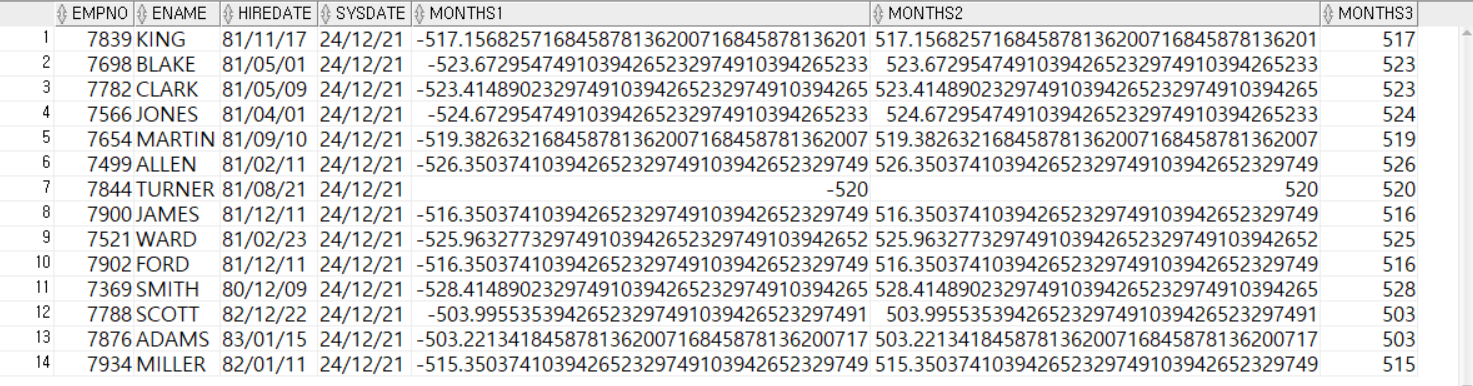 EMPNO ENAME HIREDATE SYSDATE MONTHS1 MONTHS2 MONTHS3
1 7839 KING 81/11/17 24/12/21 -517.156825716845878136200716845878136201 517.156825716845878136200716845878136201 517
2 7698 BLAKE 81/05/01 24/12/21 -523.67295474910394265232974910394265233 523.67295474910394265232974910394265233 523
3 7782 CLARK 81/05/09 24/12/21 -523.414890232974910394265232974910394265 523.414890232974910394265232974910394265 523
4 7566 JONES 81/04/01 24/12/21 -524.67295474910394265232974910394265233 524.67295474910394265232974910394265233 524
5 7654 MARTIN 81/09/10 24/12/21 -519.382632168458781362007168458781362007 519.382632168458781362007168458781362007 519
6 7499 ALLEN 81/02/11 24/12/21 -526.350374103942652329749103942652329749 526.350374103942652329749103942652329749 526
7 7844 TURNER 81/08/21 24/12/21 -520 520 520
8 7900 JAMES 81/12/11 24/12/21 -516.350374103942652329749103942652329749 516.350374103942652329749103942652329749 516
9 7521 WARD 81/02/23 24/12/21 -525.963277329749103942652329749103942652 525.963277329749103942652329749103942652 525
10 7902 FORD 81/12/11 24/12/21 -516.350374103942652329749103942652329749 516.350374103942652329749103942652329749 516
11 7369 SMITH 80/12/09 24/12/21 -528.414890232974910394265232974910394265 528.414890232974910394265232974910394265 528
12 7788 SCOTT 82/12/22 24/12/21 -503.99553539426523297491039426523297491 503.99553539426523297491039426523297491 503
13 7876 ADAMS 83/01/15 24/12/21 -503.221341845878136200716845878136200717 503.221341845878136200716845878136200717 503
14 7934 MILLER 82/01/11 24/12/21 -515.350374103942652329749103942652329749 515.350374103942652329749103942652329749 515